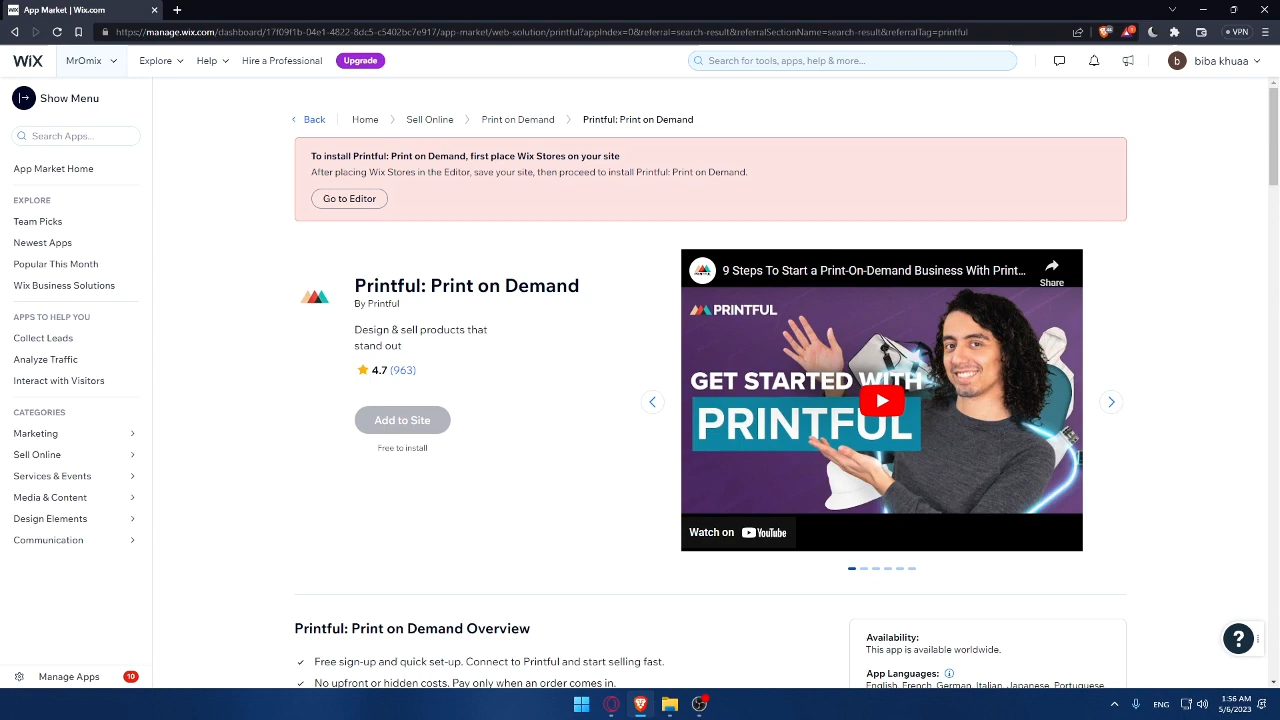 App Market | Wix.com
https://manage.wix.com/dashboard/17f09f1b-04e1-4822-8dc5-c5402bc7e917/app-market/web-solution/printful?appIndex=0&referral=search-result&referralSectionName=search-result&referralTag=printful
VPN
WiX
MrOmix
Explore
Help
Hire a Professional
Upgrade
Search for tools, apps, help & more...
b
biba khuaa
Show Menu
Search Apps...
App Market Home
EXPLORE
Team Picks
Newest Apps
Popular This Month
Wix Business Solutions
APPS TO HELP YOU
Collect Leads
Analyze Traffic
Interact with Visitors
CATEGORIES
Marketing
Sell Online
Services & Events
Media & Content
Design Elements
Communication
Manage Apps
10
Back
Home
Sell Online
Print on Demand
Printful: Print on Demand
To install Printful: Print on Demand, first place Wix Stores on your site
After placing Wix Stores in the Editor, save your site, then proceed to install Printful: Print on Demand.
Go to Editor
Printful: Print on Demand
By Printful
Design & sell products that
stand out
4.7 (963)
Add to Site
Free to install
9 Steps To Start a Print-On-Demand Business With Print...
Share
PRINTFUL
GET STARTED WITH
PRINTFUL
Watch on YouTube
Printful: Print on Demand Overview
Free sign-up and quick set-up. Connect to Printful and start selling fast.
No upfront or hidden costs. Pay only when an order comes in.
Availability:
This app is available worldwide.
App Languages:
English, French, German, Italian, Japanese, Portuguese
?
ENG
1:56 AM
5/6/2023